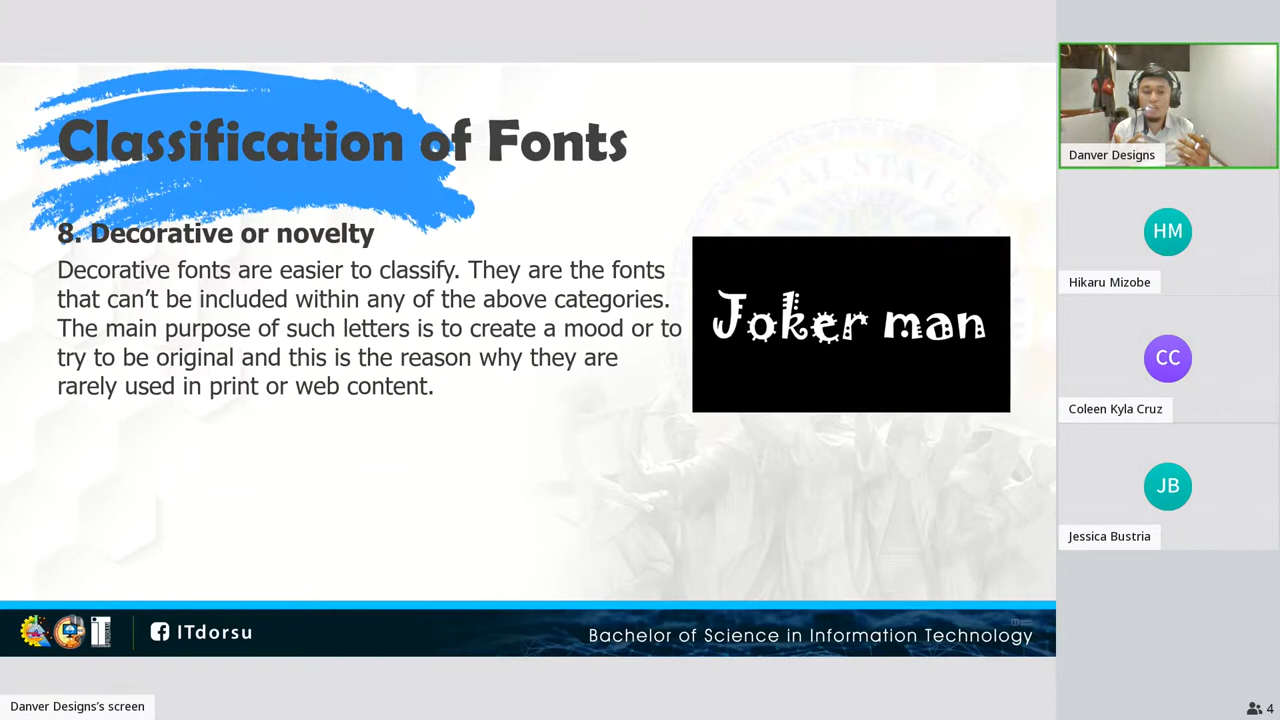 Classification of Fonts
8. Decorative or novelty
Decorative fonts are easier to classify. They are the fonts
that can’t be included within any of the above categories.
The main purpose of such letters is to create a mood or to
try to be original and this is the reason why they are
rarely used in print or web content.
Joker man
ITdorsu
Bachelor of Science in Information Technology
Danver Designs's screen
Danver Designs
HM
Hikaru Mizobe
CC
Coleen Kyla Cruz
JB
Jessica Bustria
4